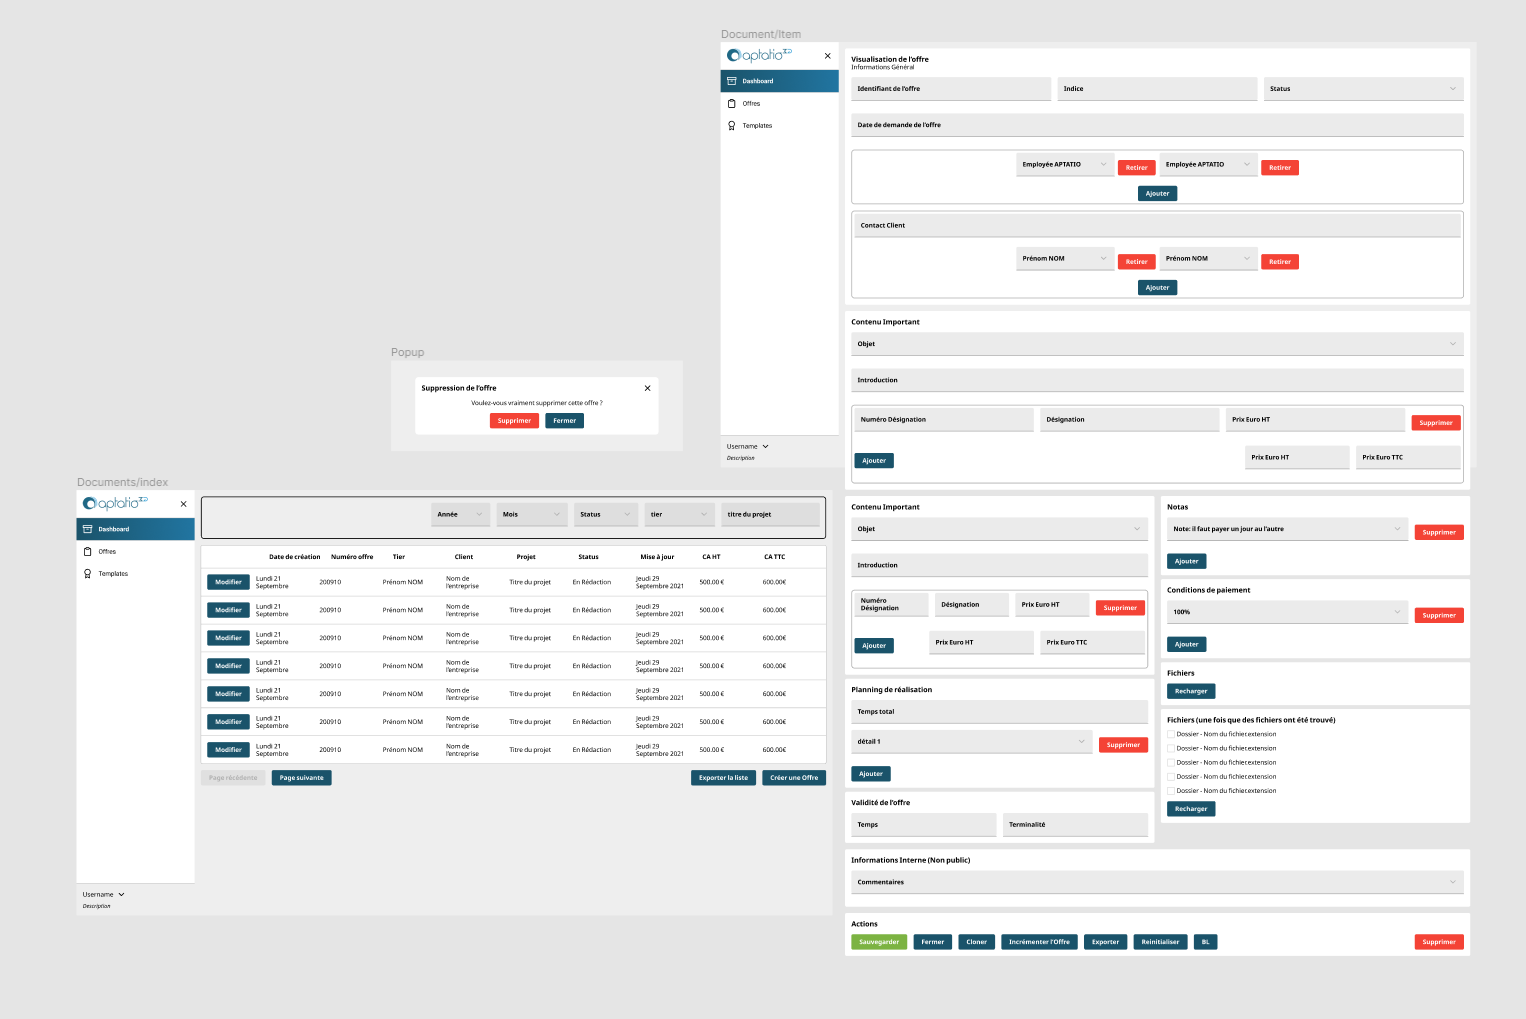 Document/Item
aptatio
Dashboard
Offres
Templates
Username
Description
Visualisation de l'offre
Informations Général
Identifiant de l'offre
Indice
Status
Date de demande de l'offre
Employée APTATIO
Retirer
Employée APTATIO
Retirer
Ajouter
Contact Client
Prénom NOM
Retirer
Prénom NOM
Retirer
Ajouter
Contenu Important
Objet
Introduction
Numéro Désignation
Désignation
Prix Euro HT
Supprimer
Ajouter
Prix Euro HT
Prix Euro TTC
Contenu Important
Objet
Introduction
Numéro
Désignation
Désignation
Prix Euro HT
Supprimer
Ajouter
Prix Euro HT
Prix Euro TTC
Planning de réalisation
Temps total
détail 1
Supprimer
Ajouter
Validité de l'offre
Temps
Terminalité
Notas
Note: il faut payer un jour au l'autre
Supprimer
Ajouter
Conditions de paiement
100%
Supprimer
Ajouter
Fichiers
Recharger
Fichiers (une fois que des fichiers ont été trouvé)
Dossier - Nom du fichier.extension
Dossier - Nom du fichier.extension
Dossier - Nom du fichier.extension
Dossier - Nom du fichier.extension
Dossier - Nom du fichier.extension
Recharger
Informations Interne (Non public)
Commentaires
Actions
Sauvegarder
Fermer
Cloner
Incrémenter l'Offre
Exporter
Reinitialiser
BL
Supprimer
Popup
Suppression de l'offre
Voulez-vous vraiment supprimer cette offre ?
Supprimer
Fermer
Documents/index
aptatio
Dashboard
Offres
Templates
Username
Description
Année
Mois
Status
tier
titre du projet
Date de création Numéro offre Tier Client Projet Status Mise à jour CA HT CA TTC
Modifier Lundi 21 Septembre 200910 Prénom NOM Nom de l'entreprise Titre du projet En Rédaction Jeudi 29 Septembre 2021 500.00 € 600.00€
Modifier Lundi 21 Septembre 200910 Prénom NOM Nom de l'entreprise Titre du projet En Rédaction Jeudi 29 Septembre 2021 500.00 € 600.00€
Modifier Lundi 21 Septembre 200910 Prénom NOM Nom de l'entreprise Titre du projet En Rédaction Jeudi 29 Septembre 2021 500.00 € 600.00€
Modifier Lundi 21 Septembre 200910 Prénom NOM Nom de l'entreprise Titre du projet En Rédaction Jeudi 29 Septembre 2021 500.00 € 600.00€
Modifier Lundi 21 Septembre 200910 Prénom NOM Nom de l'entreprise Titre du projet En Rédaction Jeudi 29 Septembre 2021 500.00 € 600.00€
Modifier Lundi 21 Septembre 200910 Prénom NOM Nom de l'entreprise Titre du projet En Rédaction Jeudi 29 Septembre 2021 500.00 € 600.00€
Modifier Lundi 21 Septembre 200910 Prénom NOM Nom de l'entreprise Titre du projet En Rédaction Jeudi 29 Septembre 2021 500.00 € 600.00€
Page récédente
Page suivante
Exporter la liste
Créer une Offre